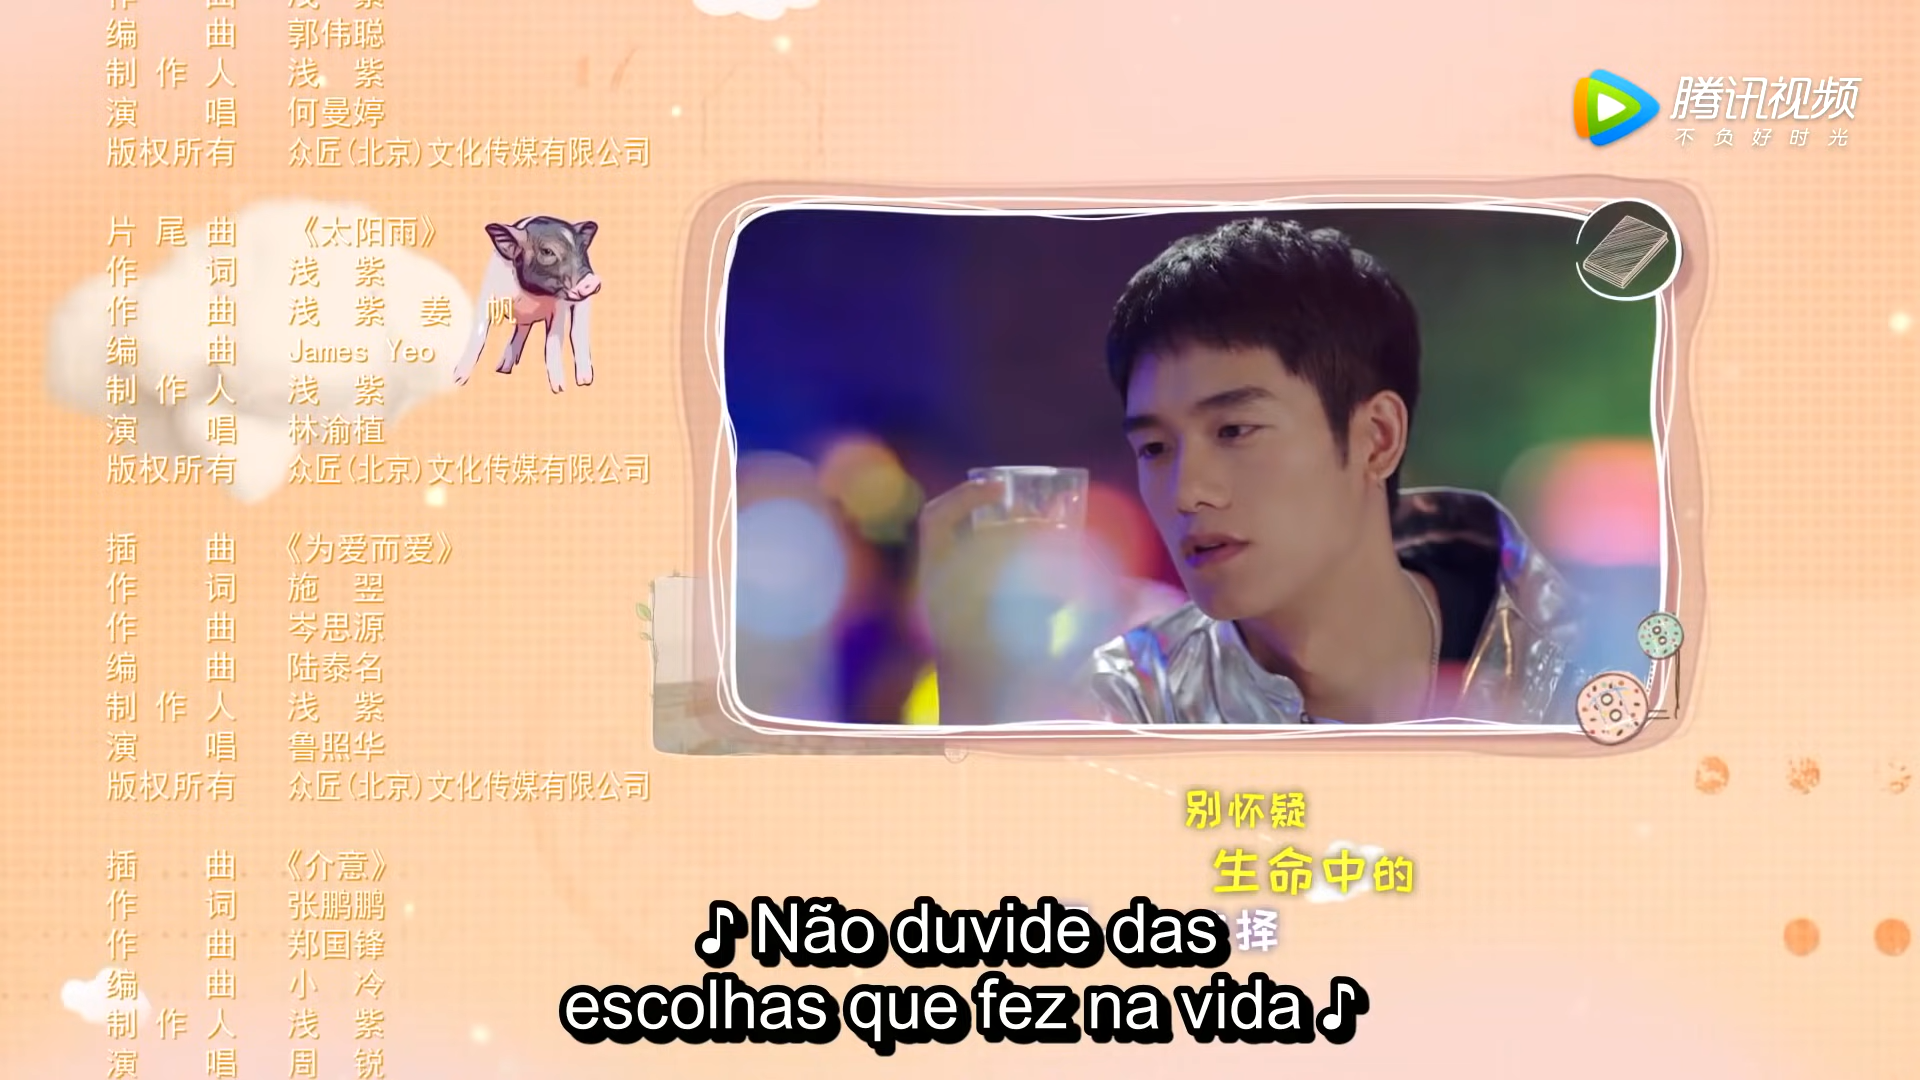 编 曲 郭伟聪
制 作 人 浅 紫
演 唱 何曼婷
版权所有 众匠(北京)文化传媒有限公司
片 尾 曲 《太阳雨》
作 词 浅 紫
作 曲 浅 紫 姜 帆
编 曲 James Yeo
制 作 人 浅 紫
演 唱 林渝植
版权所有 众匠(北京)文化传媒有限公司
插 曲 《为爱而爱》
作 词 施 翌
作 曲 岑思源
编 曲 陆泰名
制 作 人 浅 紫
演 唱 鲁照华
版权所有 众匠(北京)文化传媒有限公司
插 曲 《介意》
作 词 张鹏鹏
作 曲 郑国锋
编 曲 小 冷
制 作 人 浅 紫
演 唱 周 锐
腾讯视频
不负好时光
别怀疑
生命中的
择
♪ Não duvide das
escolhas que fez na vida ♪